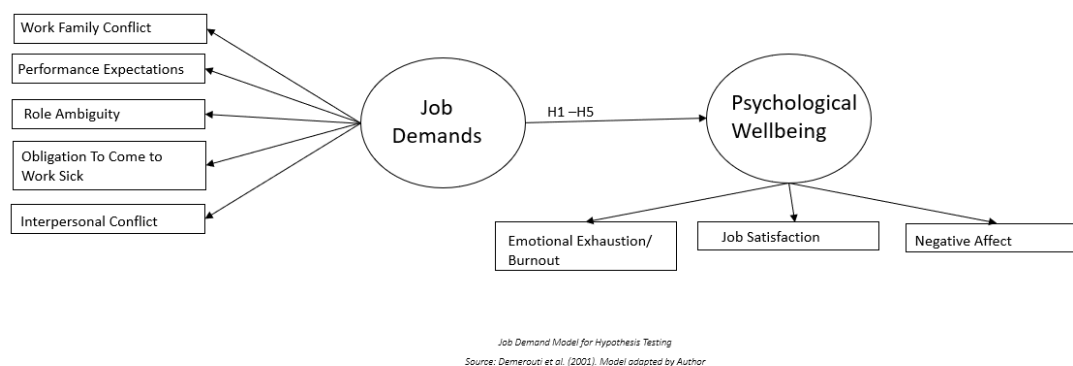 Work Family Conflict
Performance Expectations
Role Ambiguity
Obligation To Come to
Work Sick
Interpersonal Conflict
Job
Demands
H1 –H5
Psychological
Wellbeing
Emotional Exhaustion/
Burnout
Job Satisfaction
Negative Affect
Job Demand Model for Hypothesis Testing
Source: Demerouti et al. (2001). Model adapted by Author